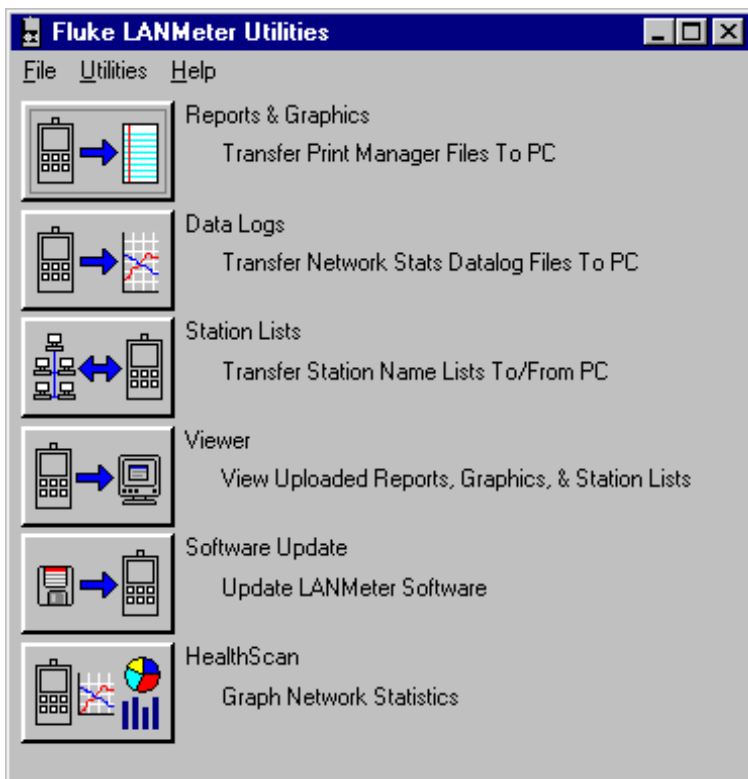 Fluke LANMeter Utilities
File Utilities Help
Reports & Graphics
Transfer Print Manager Files To PC
Data Logs
Transfer Network Stats Datalog Files To PC
Station Lists
Transfer Station Name Lists To/From PC
Viewer
View Uploaded Reports, Graphics, & Station Lists
Software Update
Update LANMeter Software
HealthScan
Graph Network Statistics